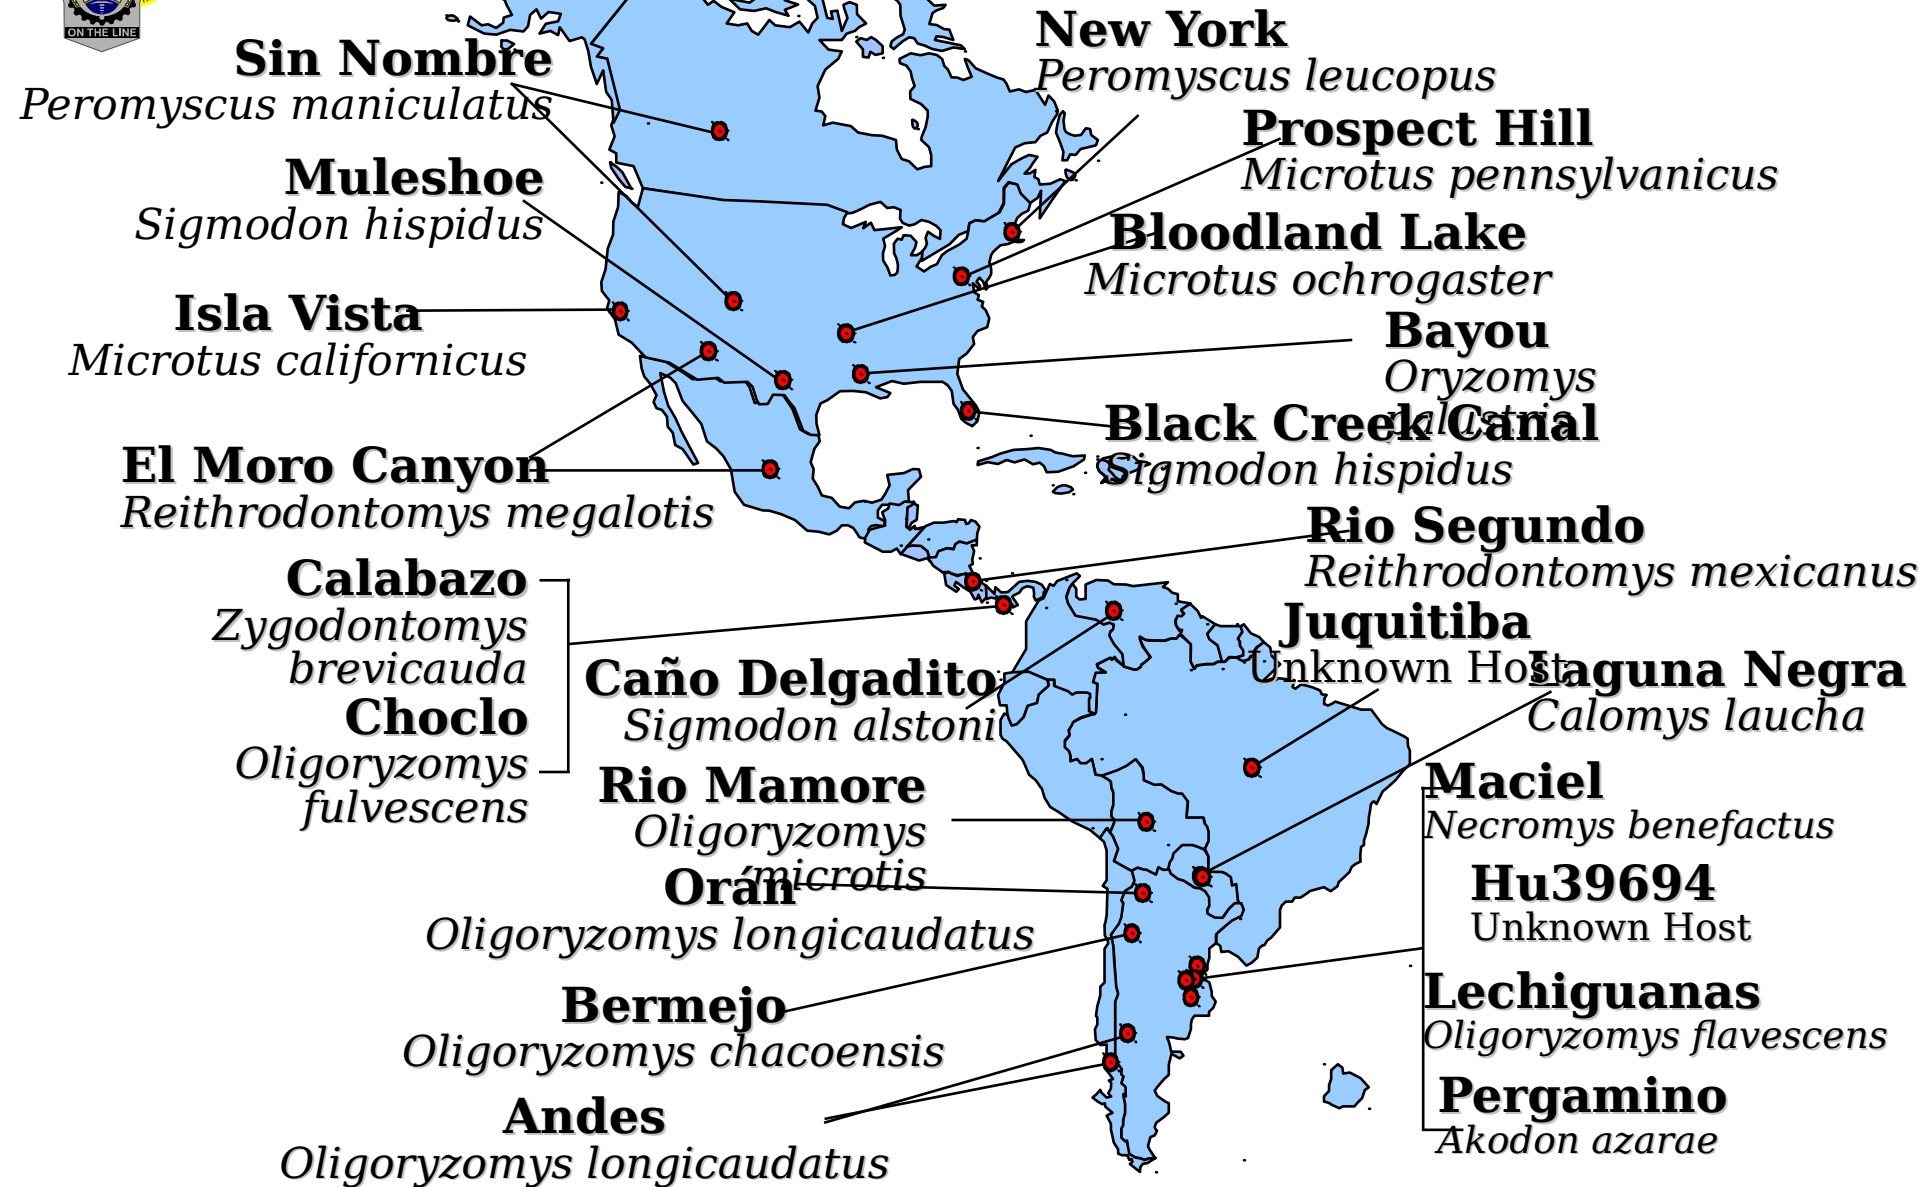 ON THE LINE
Sin Nombre
Peromyscus maniculatus
Muleshoe
Sigmodon hispidus
Isla Vista
Microtus californicus
El Moro Canyon
Reithrodontomys megalotis
Calabazo
Zygodontomys
brevicauda
Choclo
Oligoryzomys
fulvescens
Caño Delgadito
Sigmodon alstoni
Rio Mamore
Oligoryzomys
microtis
Orán
Oligoryzomys longicaudatus
Bermejo
Oligoryzomys chacoensis
Andes
Oligoryzomys longicaudatus
New York
Peromyscus leucopus
Prospect Hill
Microtus pennsylvanicus
Bloodland Lake
Microtus ochrogaster
Bayou
Oryzomys
palustris
Black Creek Canal
Sigmodon hispidus
Rio Segundo
Reithrodontomys mexicanus
Juquitiba
Unknown Host
Laguna Negra
Calomys laucha
Maciel
Necromys benefactus
Hu39694
Unknown Host
Lechiguanas
Oligoryzomys flavescens
Pergamino
Akodon azarae